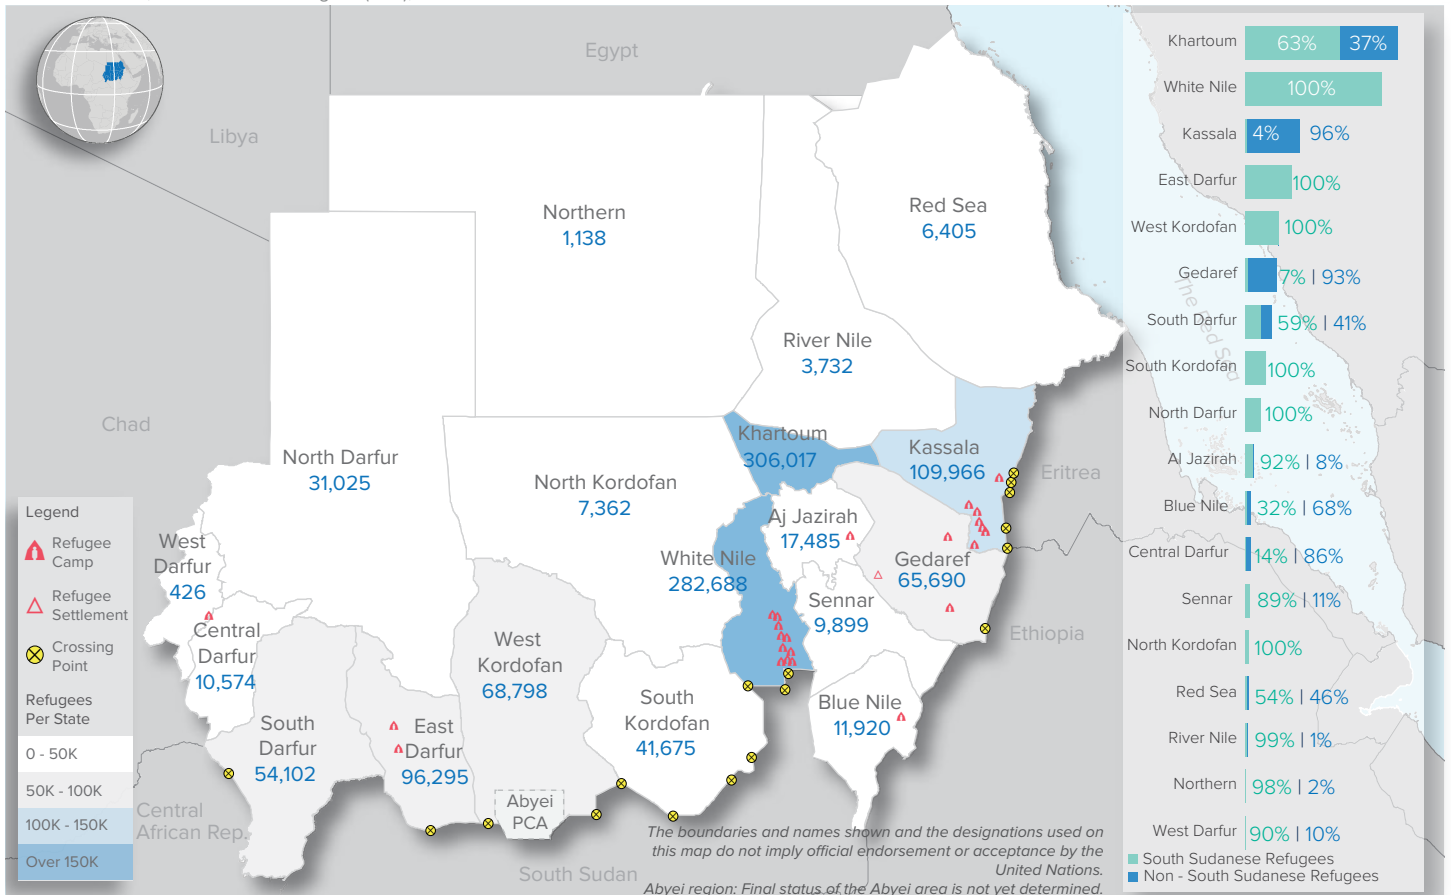 Egypt
Libya
Northern
1,138
Red Sea
6,405
River Nile
3,732
Chad
Khartoum
306,017
Kassala
109,966
Eritrea
North Darfur
31,025
North Kordofan
7,362
Aj Jazirah
17,485
Gedaref
65,690
White Nile
282,688
West
Darfur
426
Sennar
9,899
Ethiopia
Central
Darfur
10,574
West
Kordofan
68,798
South
Kordofan
41,675
Blue Nile
11,920
South
Darfur
54,102
East
Darfur
96,295
Abyei
PCA
Central
African Rep.
South Sudan
The Red Sea
Legend
Refugee
Camp
Refugee
Settlement
Crossing
Point
Refugees
Per State
0 - 50K
50K - 100K
100K - 150K
Over 150K
The boundaries and names shown and the designations used on
this map do not imply official endorsement or acceptance by the
United Nations.
Abyei region: Final status of the Abyei area is not yet determined.
Khartoum 63% 37%
White Nile 100%
Kassala 4% 96%
East Darfur 100%
West Kordofan 100%
Gedaref 7% | 93%
South Darfur 59% | 41%
South Kordofan 100%
North Darfur 100%
Al Jazirah 92% | 8%
Blue Nile 32% | 68%
Central Darfur 14% | 86%
Sennar 89% | 11%
North Kordofan 100%
Red Sea 54% | 46%
River Nile 99% | 1%
Northern 98% | 2%
West Darfur 90% | 10%
South Sudanese Refugees
Non - South Sudanese Refugees